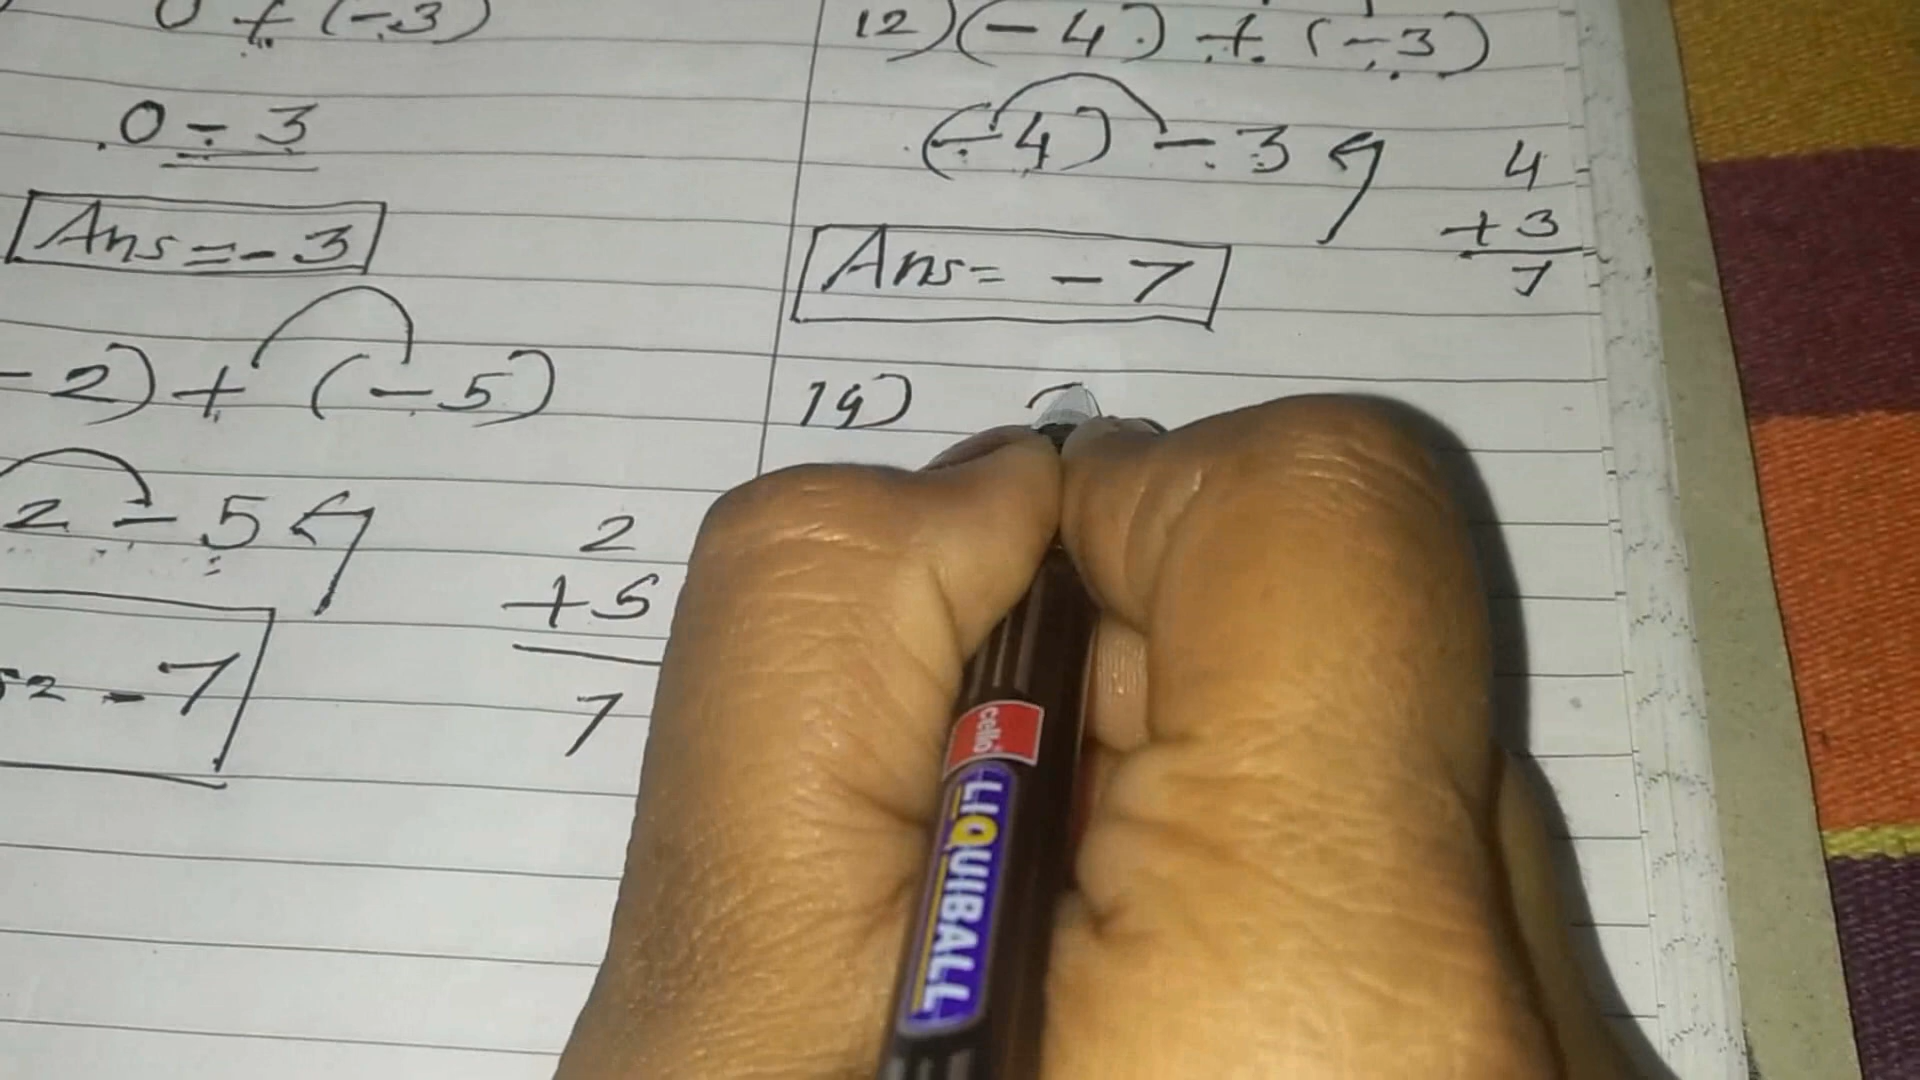 0 + (-3)
0 - 3
Ans = - 3
- 2) + (-5)
2 - 5
2
+5
7
- 7
12) (-4) + (-3)
(-4) - 3
4
+3
7
Ans = - 7
14)
cello
LIQUIBALL